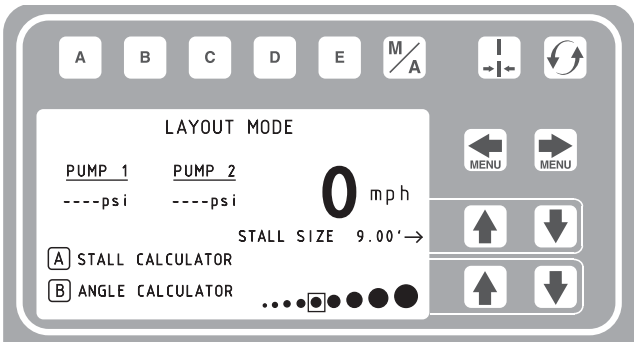 A B C D E M/A
LAYOUT MODE
MENU MENU
PUMP 1 PUMP 2
----psi ----psi
0 mph
STALL SIZE 9.00'→
A STALL CALCULATOR
B ANGLE CALCULATOR